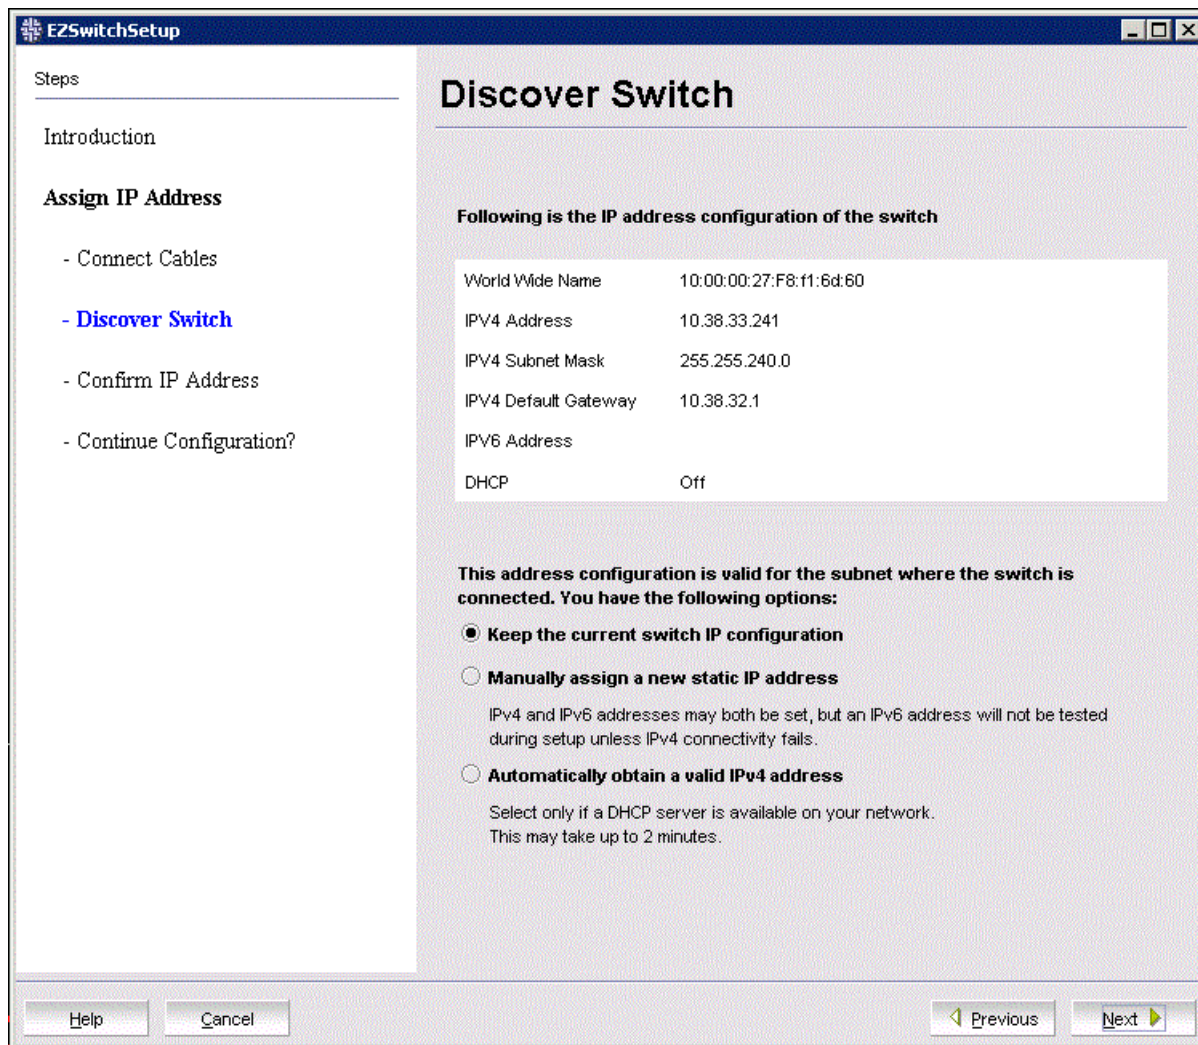 EZSwitchSetup
Steps
Introduction
Assign IP Address
- Connect Cables
- Discover Switch
- Confirm IP Address
- Continue Configuration?
Discover Switch
Following is the IP address configuration of the switch
World Wide Name 10:00:00:27:F8:f1:6d:60
IPV4 Address 10.38.33.241
IPV4 Subnet Mask 255.255.240.0
IPV4 Default Gateway 10.38.32.1
IPV6 Address
DHCP Off
This address configuration is valid for the subnet where the switch is
connected. You have the following options:
Keep the current switch IP configuration
Manually assign a new static IP address
IPv4 and IPv6 addresses may both be set, but an IPv6 address will not be tested
during setup unless IPv4 connectivity fails.
Automatically obtain a valid IPv4 address
Select only if a DHCP server is available on your network.
This may take up to 2 minutes.
Help Cancel Previous Next